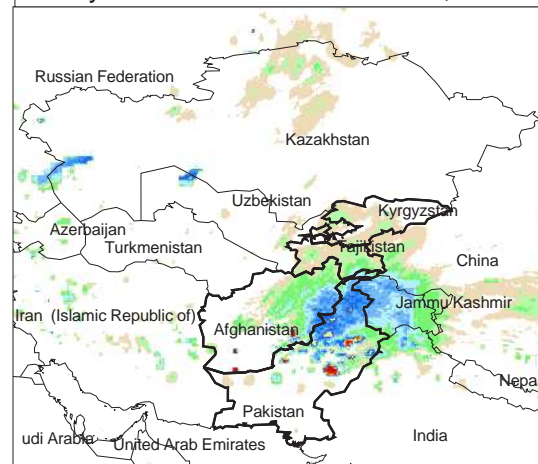 Russian Federation
Kazakhstan
Uzbekistan
Kyrgyzstan
Azerbaijan
Turkmenistan
Tajikistan
China
Jammu Kashmir
Iran (Islamic Republic of)
Afghanistan
Nepa
Pakistan
udi Arabia
United Arab Emirates
India